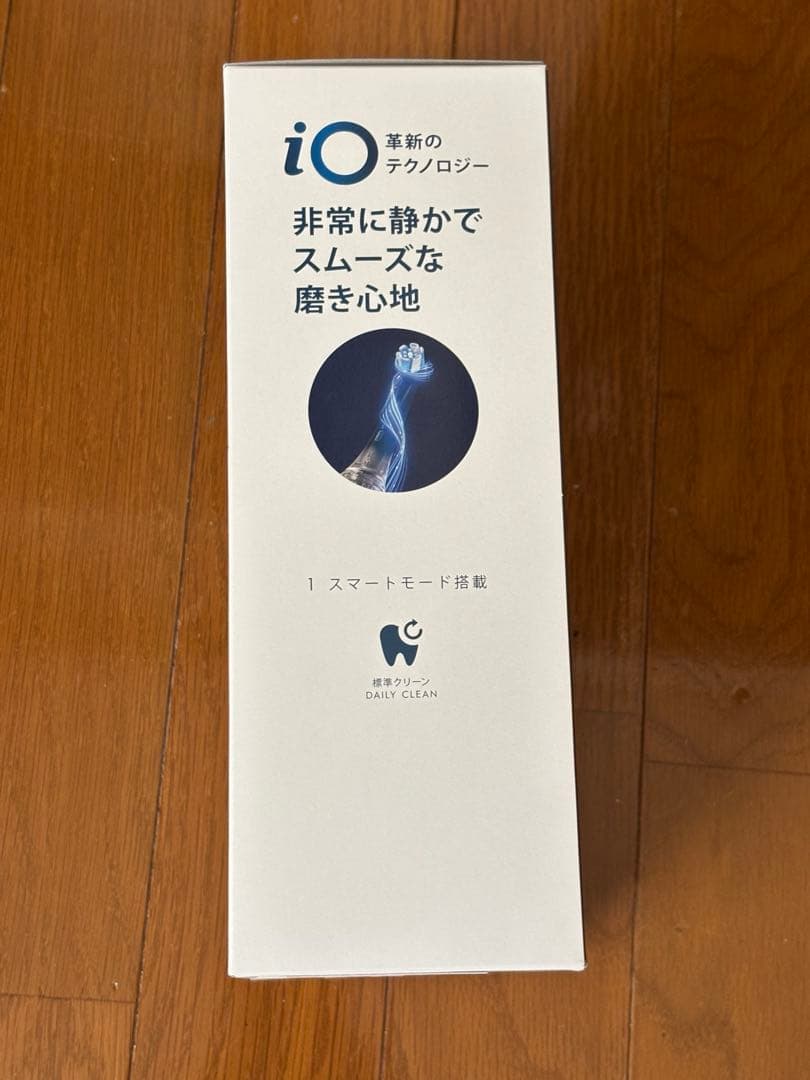 iO 革新の
テクノロジー
非常に静かで
スムーズな
磨き心地
1 スマートモード搭載
標準クリーン
DAILY CLEAN